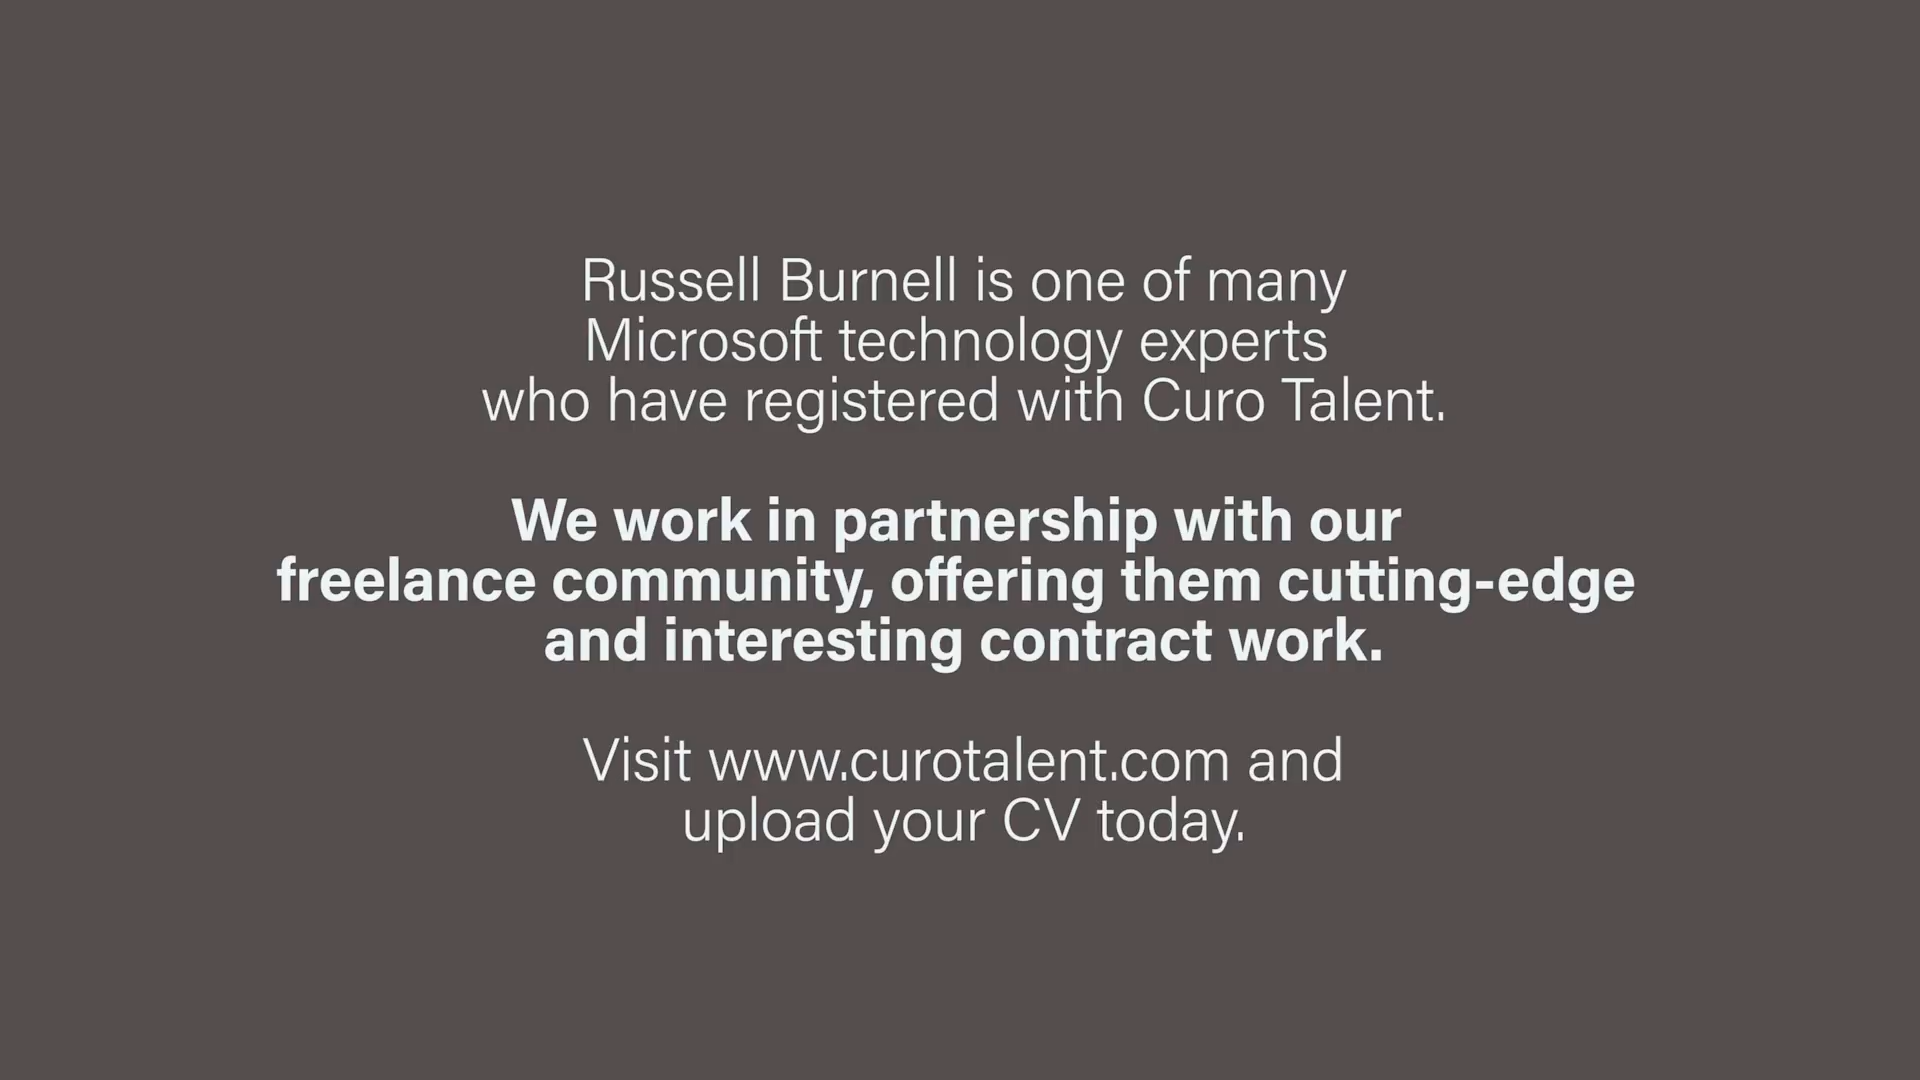 Russell Burnell is one of many
Microsoft technology experts
who have registered with Curo Talent.
We work in partnership with our
freelance community, offering them cutting-edge
and interesting contract work.
Visit www.curotalent.com and
upload your CV today.